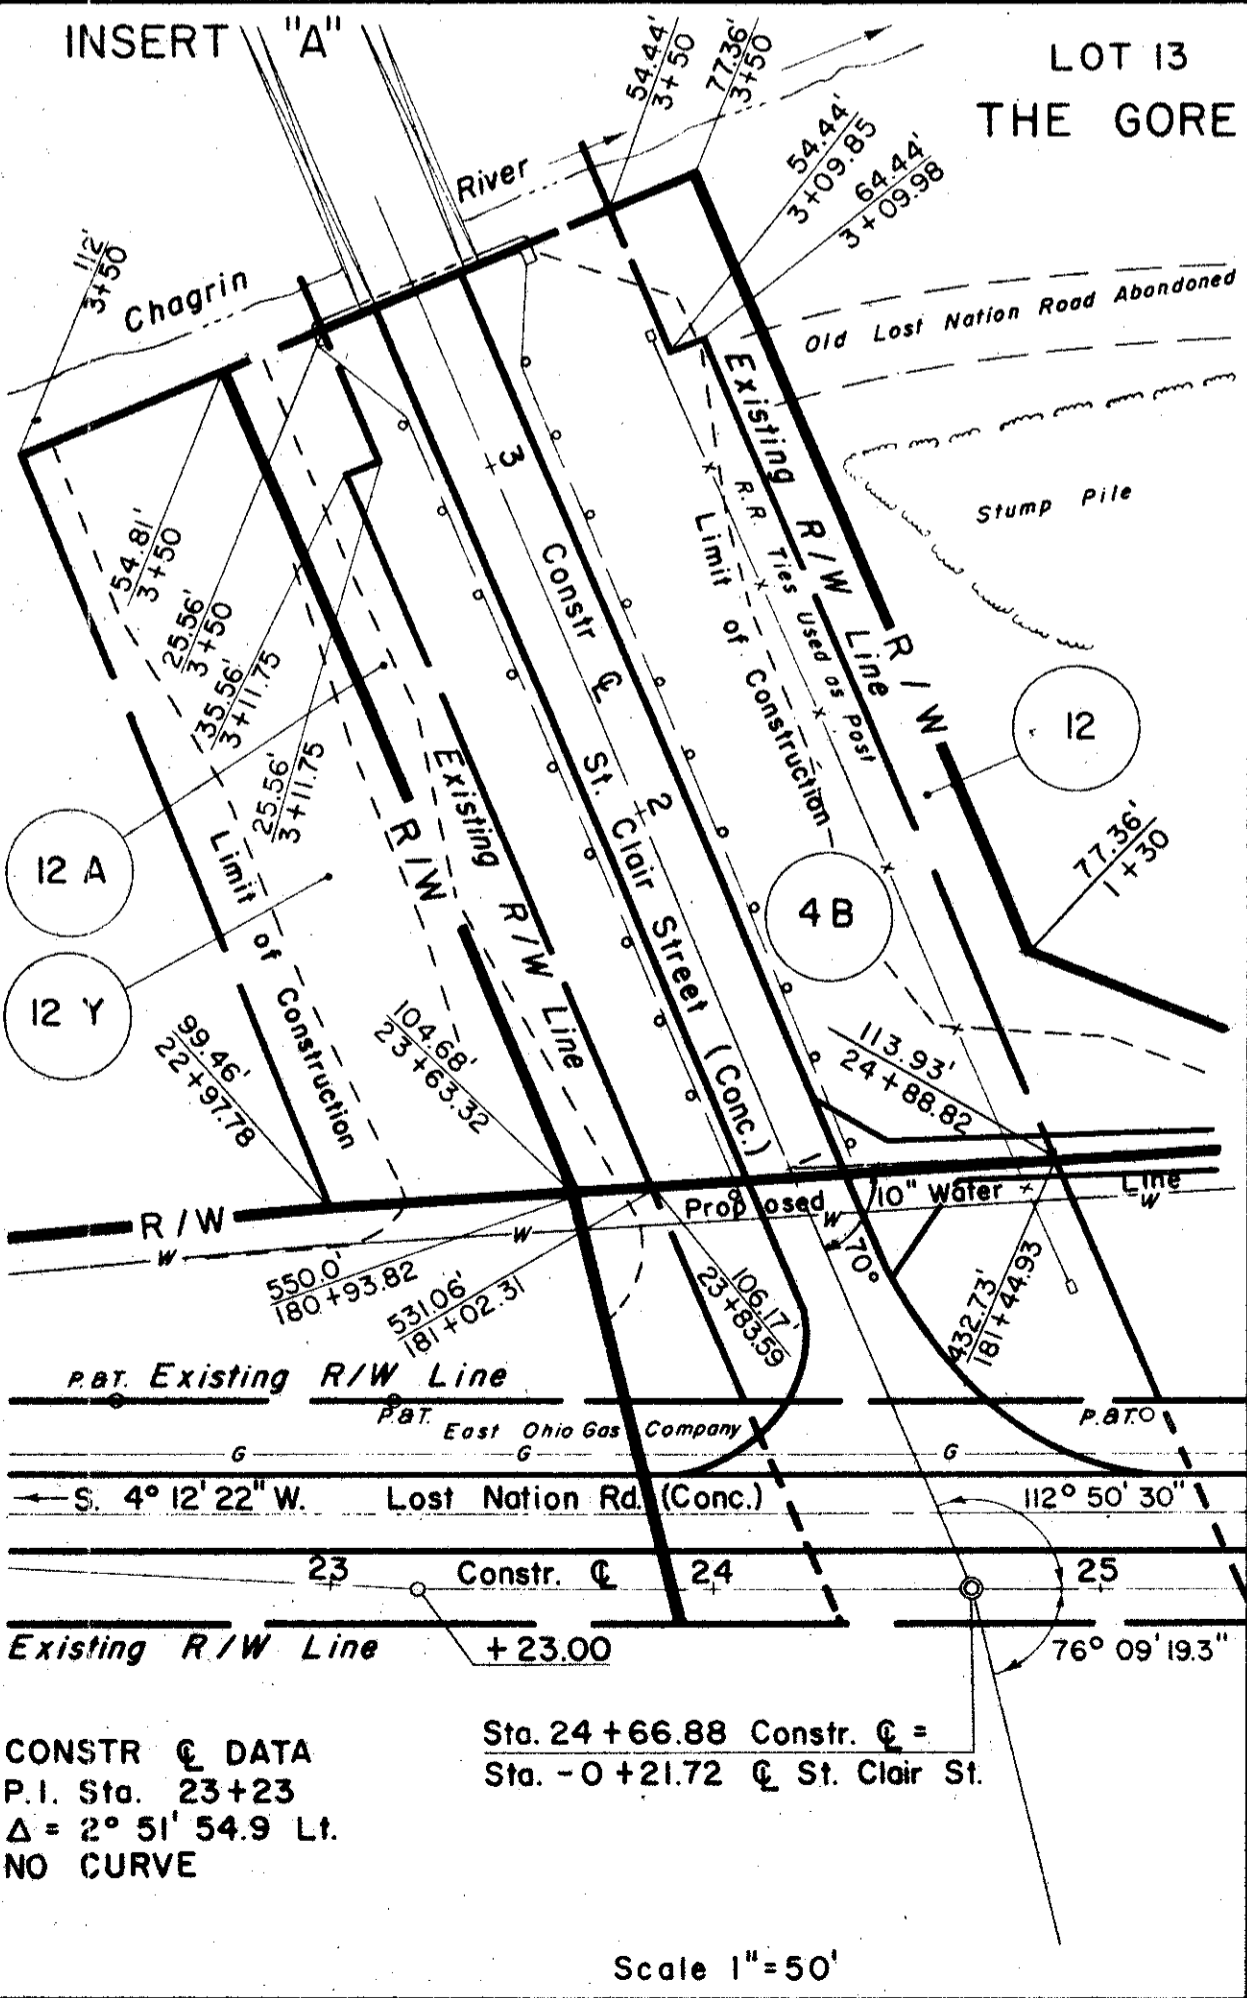 INSERT "A"
LOT 13
THE GORE
54.44'
3+50
77.36'
3+50
54.44'
3+09.85
64.44'
3+09.98
River
Chagrin
112'
3+50
Old Lost Nation Road Abandoned
Stump Pile
Existing R/W Line
R/W
R.R. Ties Used as Post
Limit of Construction
3
Constr ℄
St. Clair Street (Conc.)
2
1
54.81'
3+50
25.56'
3+50
35.56'
3+11.75
25.56'
3+11.75
12
12 A
12 Y
4 B
77.36'
1+30
R/W
Existing R/W Line
Limit of Construction
99.46'
22+97.78
104.68'
23+63.32
113.93'
24+88.82
R/W
W
W
W
W
Proposed 10" Water Line
70°
550.0'
180+93.82
531.06'
181+02.31
106.17'
23+83.59
432.73'
181+44.93
P.&T. Existing R/W Line
P.&T.
East Ohio Gas Company
P.&T.
G
G
G
← S. 4° 12' 22" W. Lost Nation Rd. (Conc.)
112° 50' 30"
23 Constr. ℄ 24 25
Existing R/W Line
+23.00
76° 09' 19.3"
Sta. 24+66.88 Constr. ℄ =
Sta. -0+21.72 ℄ St. Clair St.
CONSTR ℄ DATA
P.I. Sta. 23+23
Δ = 2° 51' 54.9 Lt.
NO CURVE
Scale 1"=50'